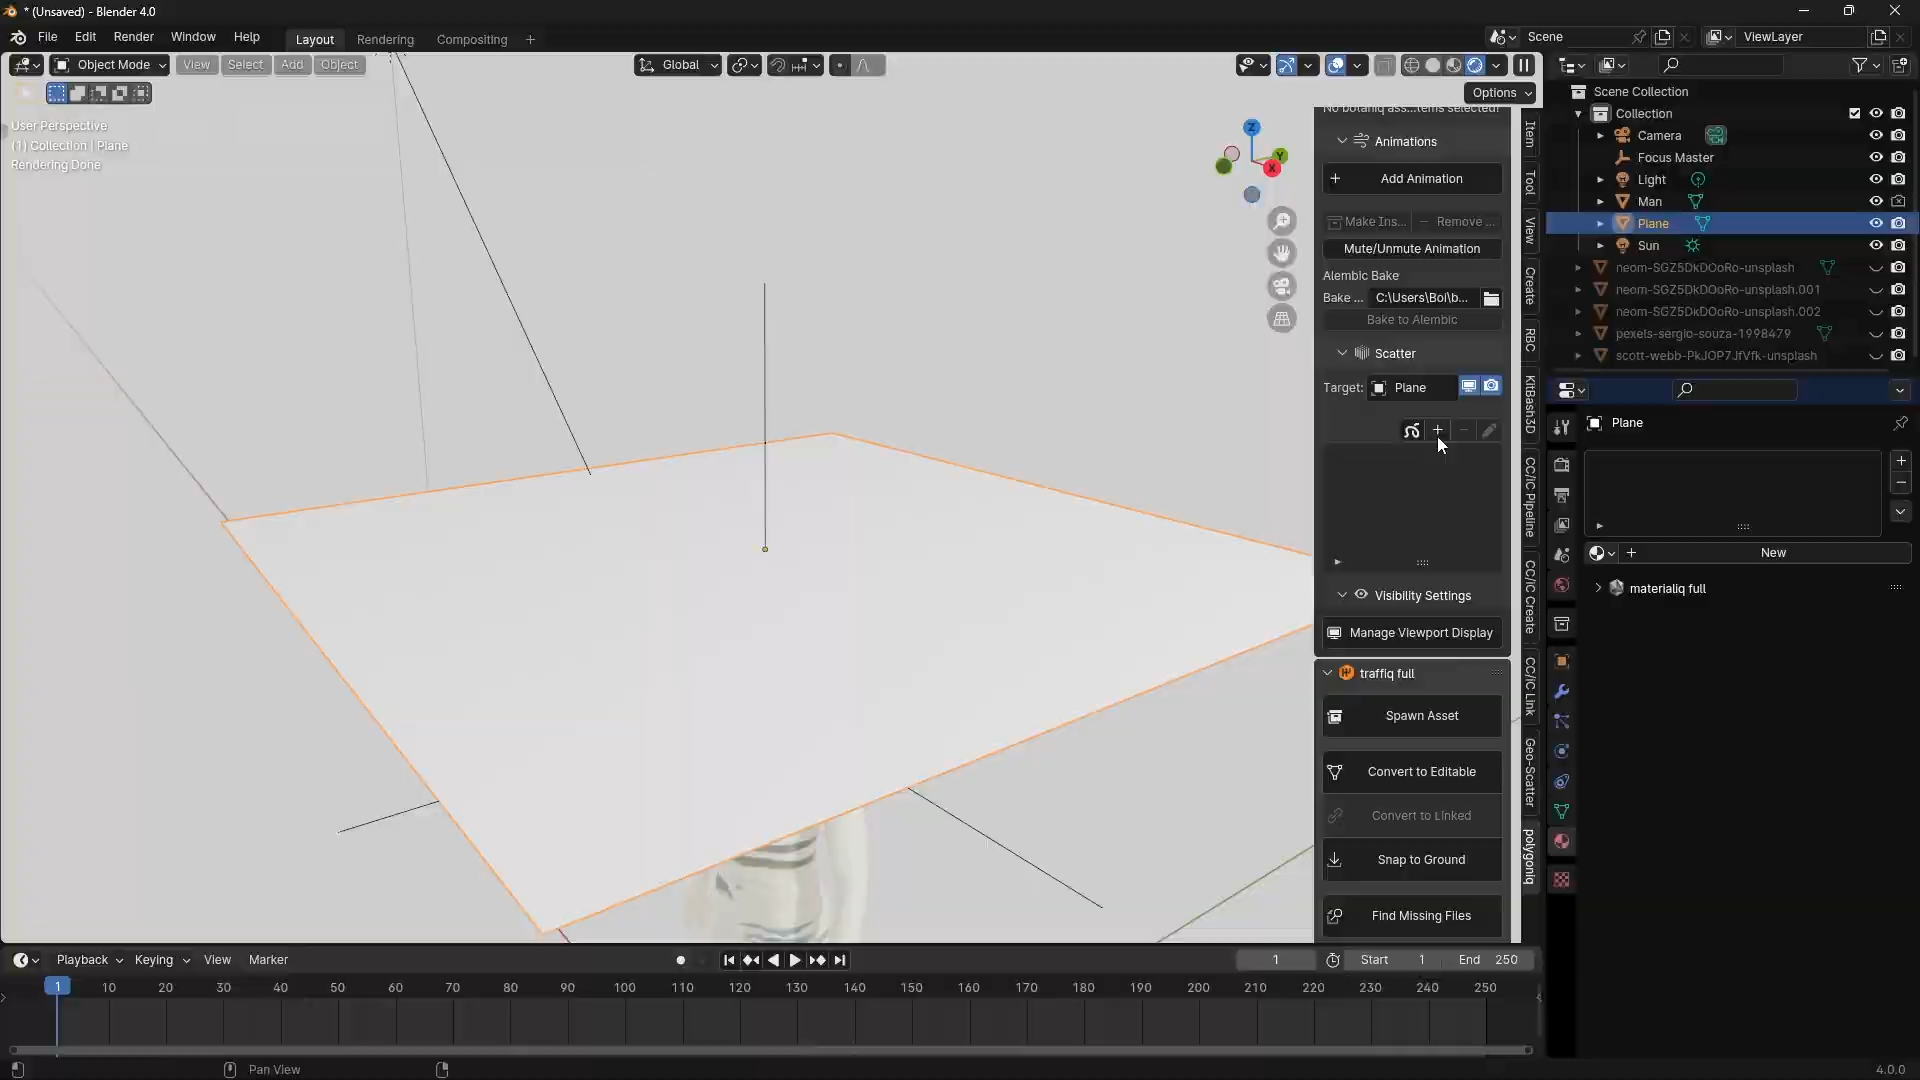 * (Unsaved) - Blender 4.0
File Edit Render Window Help Layout Rendering Compositing + Scene ViewLayer
Object Mode View Select Add Object Global
Options
User Perspective
(1) Collection | Plane
Rendering Done
Z
Y
X
No botaniq ass...tems selected!
Animations
Add Animation
Make Ins... Remove ...
Mute/Unmute Animation
Alembic Bake
Bake ... C:\Users\Boi\b...
Bake to Alembic
Scatter
Target: Plane
Visibility Settings
Manage Viewport Display
traffiq full
Spawn Asset
Convert to Editable
Convert to Linked
Snap to Ground
Find Missing Files
Item
Tool
View
Create
RBC
KitBash3D
CC/iC Pipeline
CC/iC Create
CC/iC Link
Geo-Scatter
polygoniq
Scene Collection
Collection
Camera
Focus Master
Light
Man
Plane
Sun
neom-SGZ5DkDOoRo-unsplash
neom-SGZ5DkDOoRo-unsplash.001
neom-SGZ5DkDOoRo-unsplash.002
pexels-sergio-souza-1998479
scott-webb-PkJOP7JfVfk-unsplash
Plane
New
materialiq full
Playback Keying View Marker 1 Start 1 End 250
1 10 20 30 40 50 60 70 80 90 100 110 120 130 140 150 160 170 180 190 200 210 220 230 240 250
Pan View 4.0.0